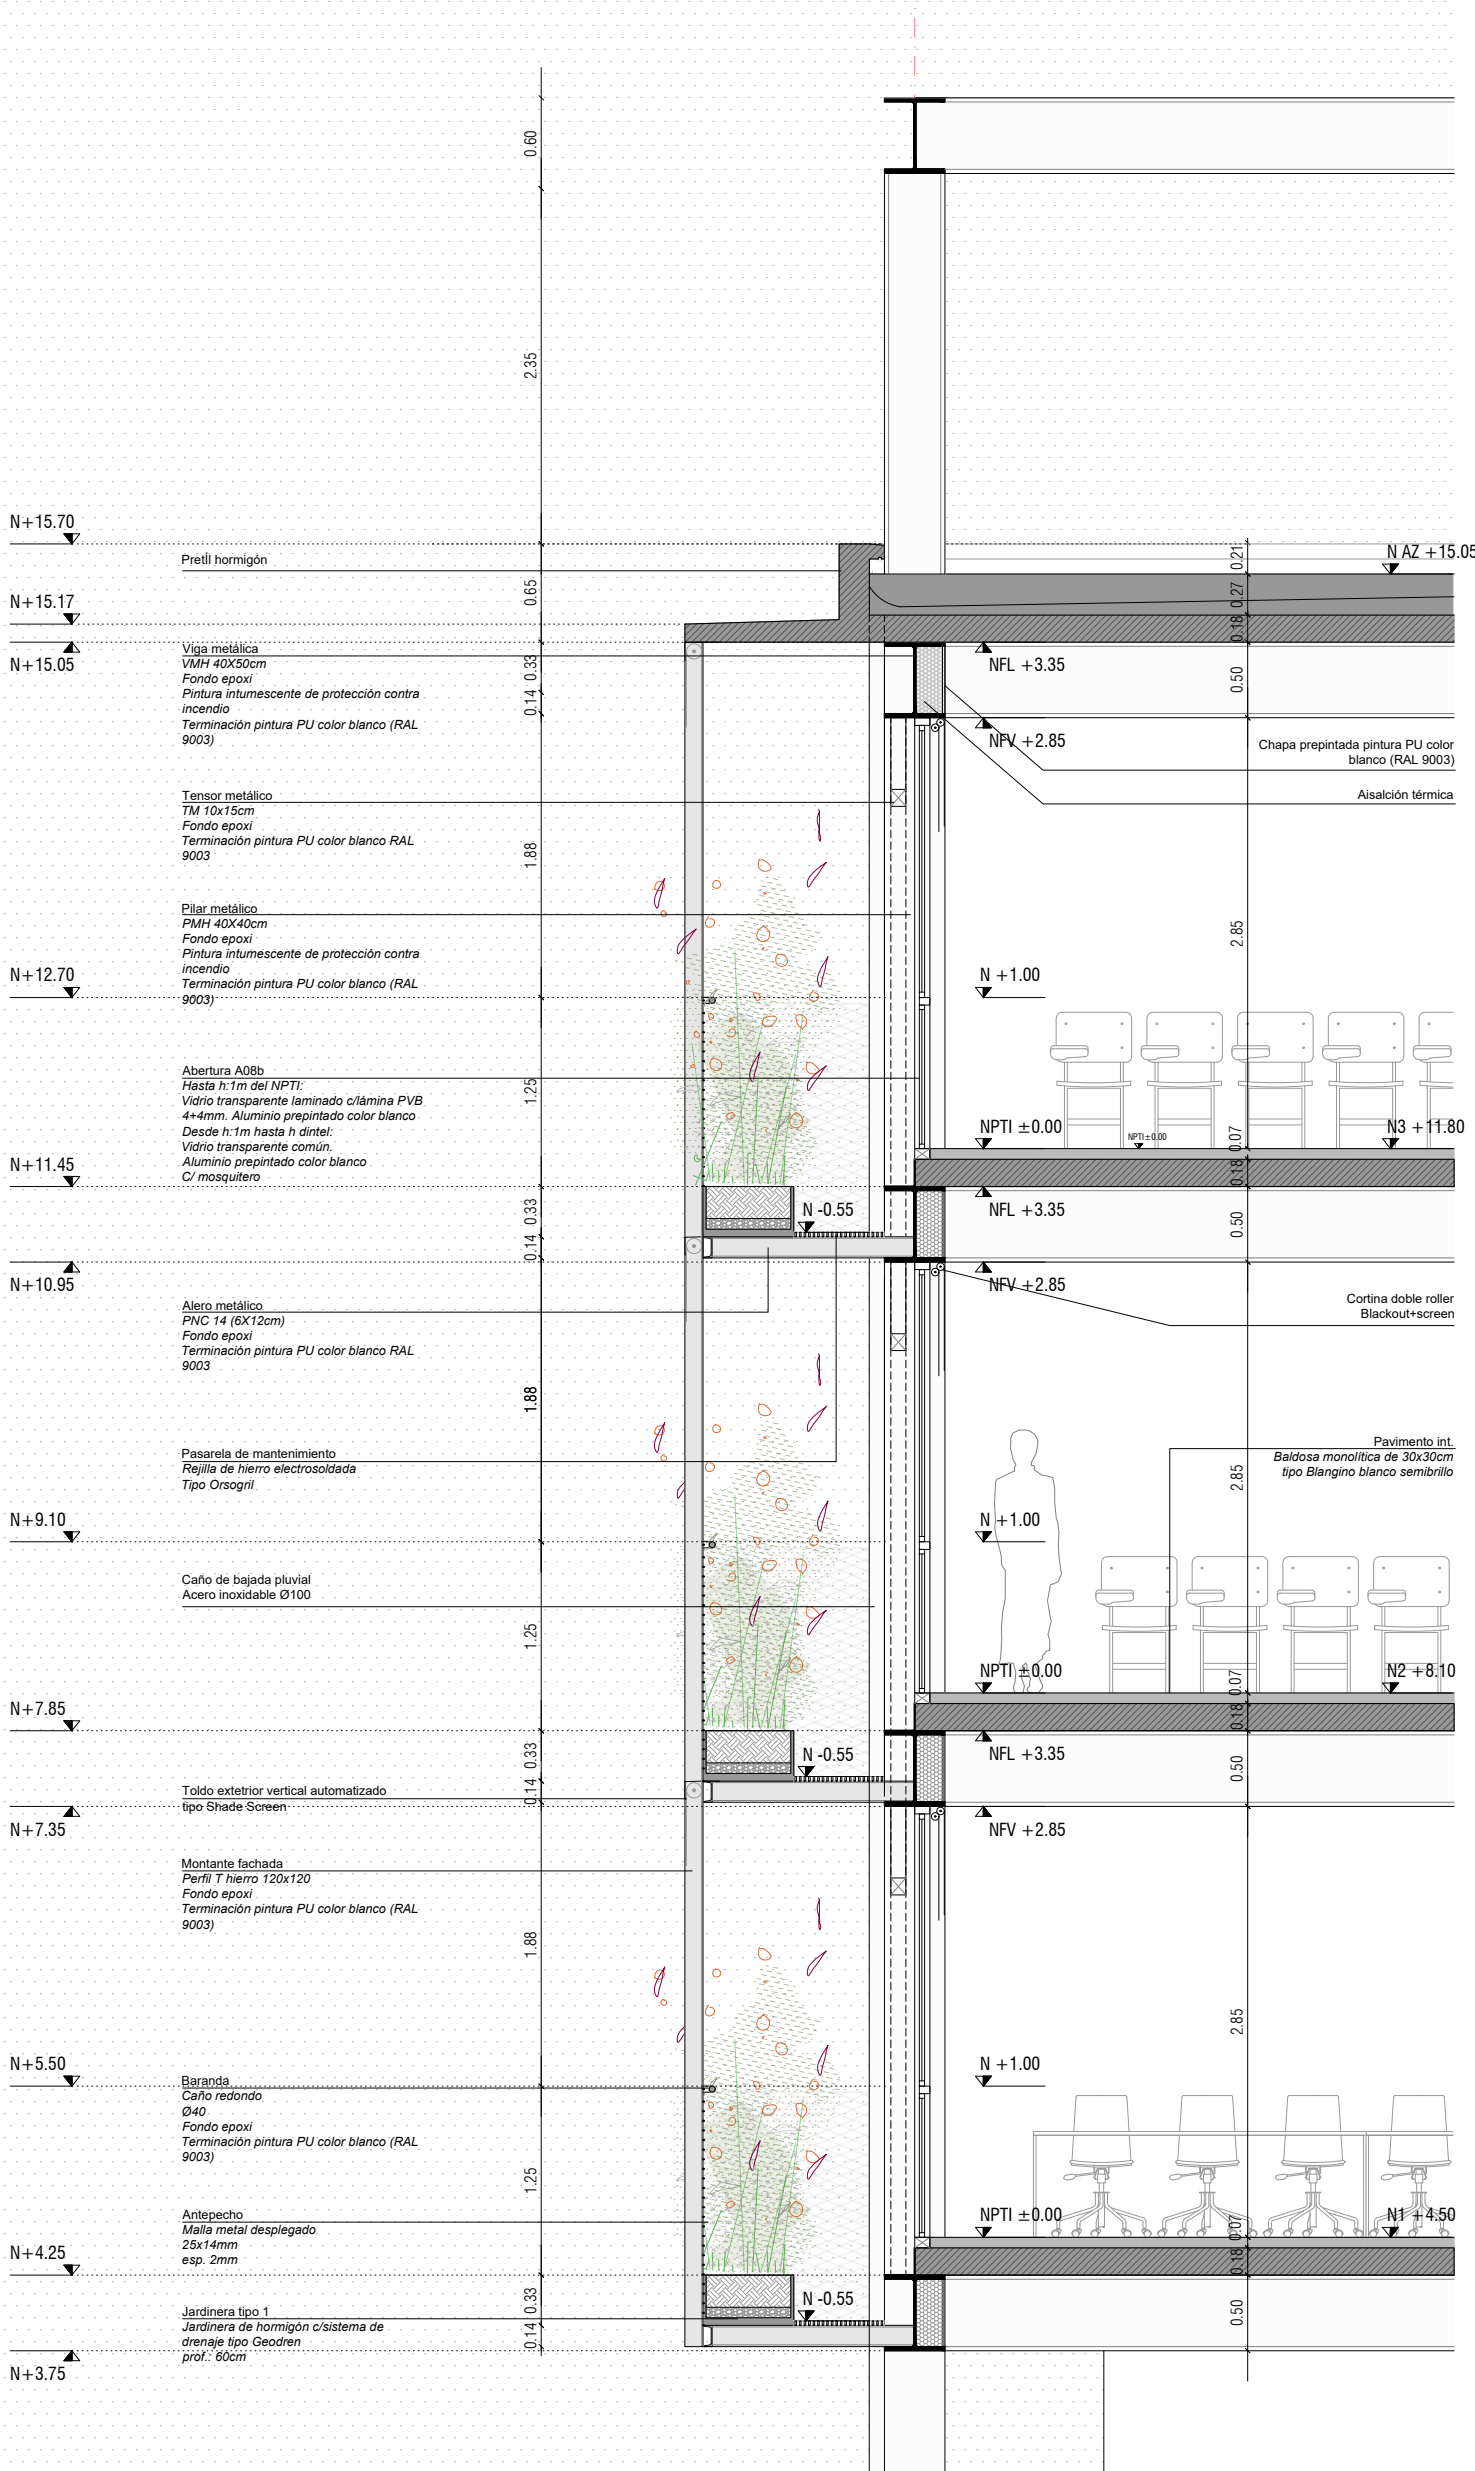 0.60
2.35
N+15.70
Pretíl hormigón
0.65
N+15.17
N+15.05
0.21
N AZ +15.05
0.27
0.18
Viga metálica
VMH 40X50cm
Fondo epoxi
Pintura intumescente de protección contra
incendio
Terminación pintura PU color blanco (RAL
9003)
0.33
0.14
NFL +3.35
0.50
NFV +2.85
Chapa prepintada pintura PU color
blanco (RAL 9003)
Aisalción térmica
Tensor metálico
TM 10x15cm
Fondo epoxi
Terminación pintura PU color blanco RAL
9003
1.88
Pilar metálico
PMH 40X40cm
Fondo epoxi
Pintura intumescente de protección contra
incendio
Terminación pintura PU color blanco (RAL
9003)
2.85
N+12.70
N +1.00
Abertura A08b
Hasta h:1m del NPTI:
Vidrio transparente laminado c/lámina PVB
4+4mm. Aluminio prepintado color blanco
Desde h:1m hasta h dintel:
Vidrio transparente común.
Aluminio prepintado color blanco
C/ mosquitero
1.25
NPTI ±0.00
NPTI±0.00
0.07
N3 +11.80
0.18
N+11.45
0.33
N -0.55
NFL +3.35
0.50
0.14
N+10.95
NFV +2.85
Alero metálico
PNC 14 (6X12cm)
Fondo epoxi
Terminación pintura PU color blanco RAL
9003
Cortina doble roller
Blackout+screen
1.88
Pasarela de mantenimiento
Rejilla de hierro electrosoldada
Tipo Orsogril
Pavimento int.
Baldosa monolítica de 30x30cm
tipo Blangino blanco semibrillo
2.85
N+9.10
N +1.00
Caño de bajada pluvial
Acero inoxidable Ø100
1.25
NPTI ±0.00
0.07
N2 +8.10
0.18
N+7.85
0.33
N -0.55
NFL +3.35
0.50
0.14
Toldo extetrior vertical automatizado
tipo Shade Screen
N+7.35
NFV +2.85
Montante fachada
Perfil T hierro 120x120
Fondo epoxi
Terminación pintura PU color blanco (RAL
9003)
1.88
2.85
N+5.50
N +1.00
Baranda
Caño redondo
Ø40
Fondo epoxi
Terminación pintura PU color blanco (RAL
9003)
1.25
Antepecho
Malla metal desplegado
25x14mm
esp. 2mm
NPTI ±0.00
0.07
N1 +4.50
0.18
N+4.25
0.33
N -0.55
0.50
0.14
Jardinera tipo 1
Jardinera de hormigón c/sistema de
drenaje tipo Geodren
prof.: 60cm
N+3.75